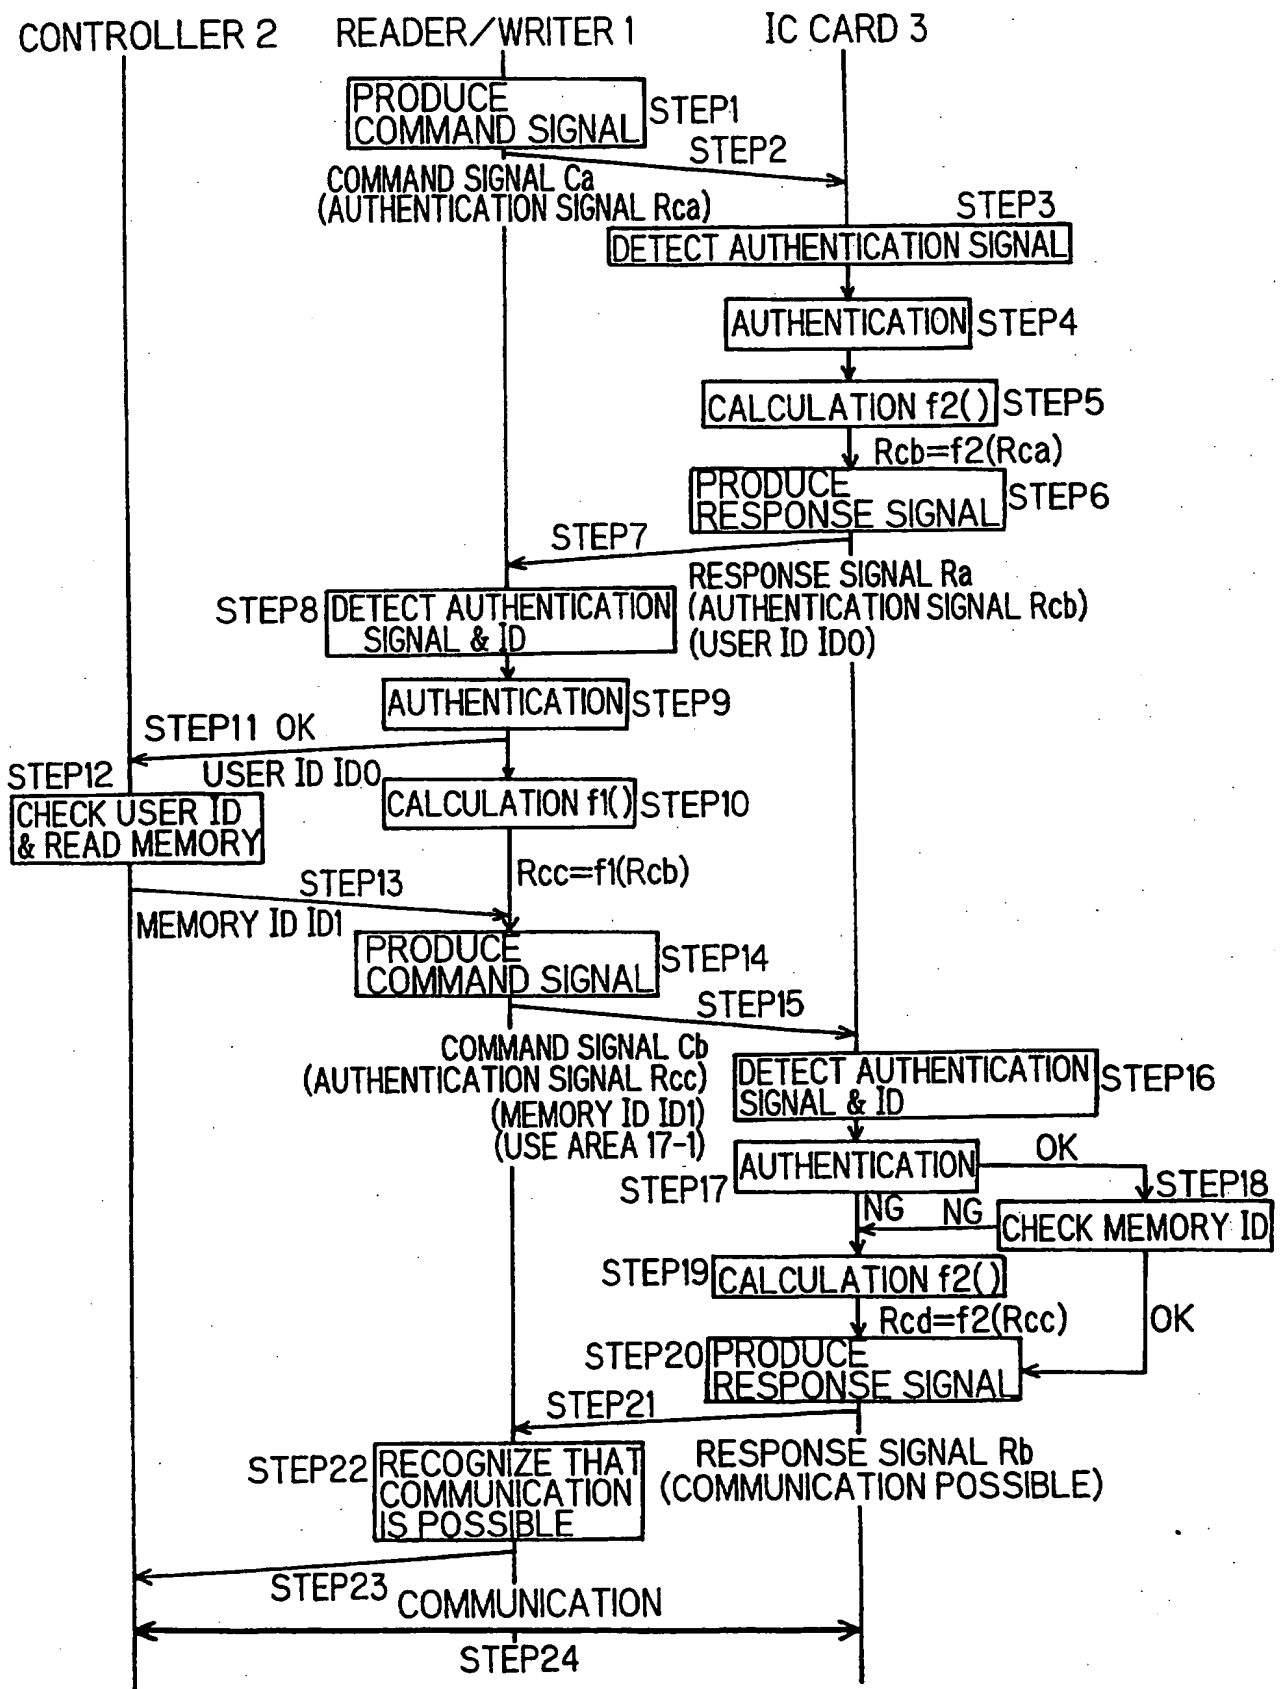 CONTROLLER 2
READER/WRITER 1
IC CARD 3
PRODUCE
COMMAND SIGNAL
STEP1
STEP2
COMMAND SIGNAL Ca
(AUTHENTICATION SIGNAL Rca)
STEP3
DETECT AUTHENTICATION SIGNAL
AUTHENTICATION
STEP4
CALCULATION f2()
STEP5
Rcb=f2(Rca)
PRODUCE
RESPONSE SIGNAL
STEP6
STEP7
RESPONSE SIGNAL Ra
(AUTHENTICATION SIGNAL Rcb)
(USER ID ID0)
STEP8
DETECT AUTHENTICATION
SIGNAL & ID
AUTHENTICATION
STEP9
STEP11 OK
USER ID ID0
STEP12
CHECK USER ID
& READ MEMORY
CALCULATION f1()
STEP10
Rcc=f1(Rcb)
STEP13
MEMORY ID ID1
PRODUCE
COMMAND SIGNAL
STEP14
STEP15
COMMAND SIGNAL Cb
(AUTHENTICATION SIGNAL Rcc)
(MEMORY ID ID1)
(USE AREA 17-1)
DETECT AUTHENTICATION
SIGNAL & ID
STEP16
AUTHENTICATION
STEP17
OK
STEP18
NG
NG
CHECK MEMORY ID
STEP19
CALCULATION f2()
Rcd=f2(Rcc)
OK
STEP20
PRODUCE
RESPONSE SIGNAL
STEP21
RESPONSE SIGNAL Rb
(COMMUNICATION POSSIBLE)
STEP22
RECOGNIZE THAT
COMMUNICATION
IS POSSIBLE
STEP23
COMMUNICATION
STEP24